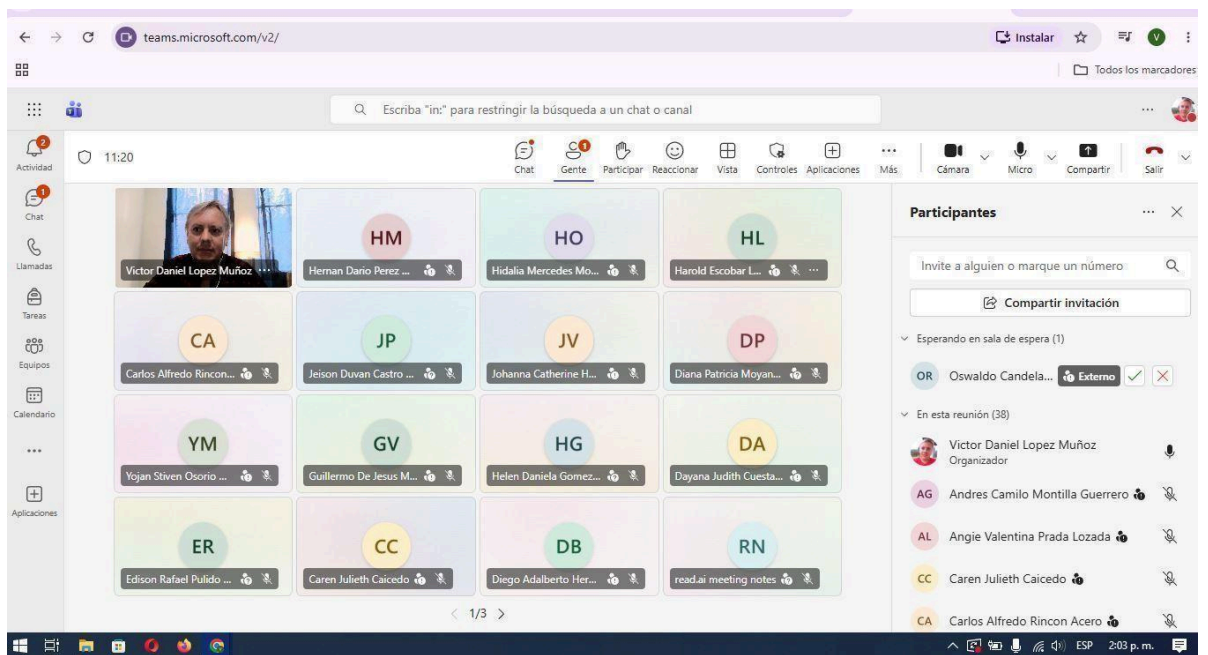 teams.microsoft.com/v2/
Instalar
V
Todos los marcadores
Escriba "in:" para restringir la búsqueda a un chat o canal
2
Actividad
1
Chat
Llamadas
Tareas
Equipos
Calendario
Aplicaciones
11:20
Chat
1
Gente
Participar
Reaccionar
Vista
Controles
Aplicaciones
Más
Cámara
Micro
Compartir
Salir
Victor Daniel Lopez Muñoz ...
HM
Hernan Dario Perez ...
HO
Hidalia Mercedes Mo...
HL
Harold Escobar L...
CA
Carlos Alfredo Rincon...
JP
Jeison Duvan Castro ...
JV
Johanna Catherine H...
DP
Diana Patricia Moyan...
YM
Yojan Stiven Osorio ...
GV
Guillermo De Jesus M...
HG
Helen Daniela Gomez...
DA
Dayana Judith Cuesta...
ER
Edison Rafael Pulido ...
CC
Caren Julieth Caicedo
DB
Diego Adalberto Her...
RN
read.ai meeting notes
1/3
Participantes
Invite a alguien o marque un número
Compartir invitación
Esperando en sala de espera (1)
OR Oswaldo Candela... Externo
En esta reunión (38)
Victor Daniel Lopez Muñoz
Organizador
AG Andres Camilo Montilla Guerrero
AL Angie Valentina Prada Lozada
CC Caren Julieth Caicedo
CA Carlos Alfredo Rincon Acero
ESP 2:03 p. m.